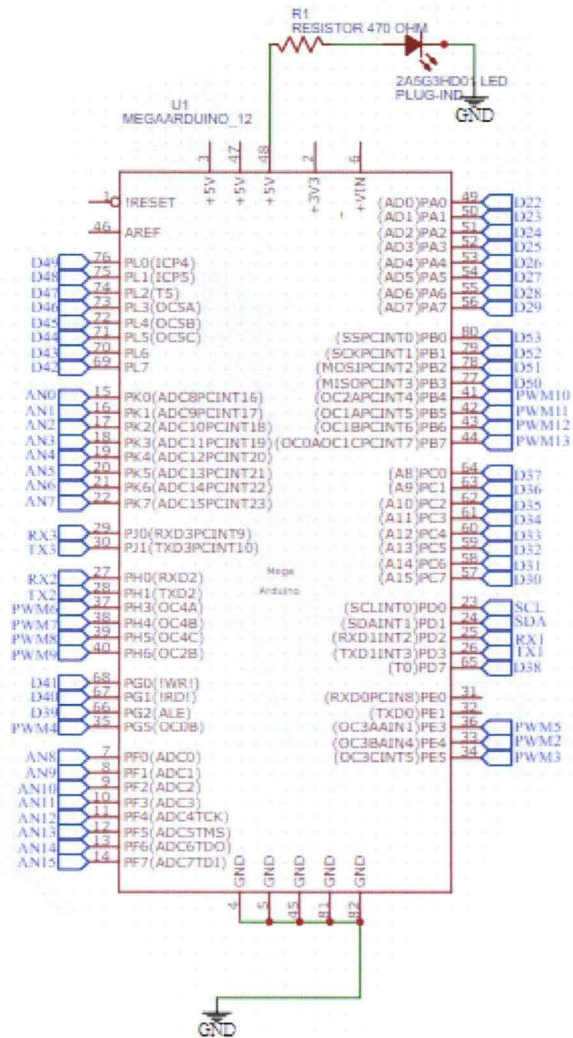 R1
RESISTOR 470 OHM
2A5G3HD01 LED
PLUG-IND
GND
U1
MEGAARDUINO_12
3 47 48 2 6
+5V +5V +5V +3V3 +VIN
1 !RESET
46 AREF
D49 76 PL0(ICP4)
D48 75 PL1(ICP5)
D47 74 PL2(T5)
D46 73 PL3(OC5A)
D45 72 PL4(OC5B)
D44 71 PL5(OC5C)
D43 70 PL6
D42 69 PL7
AN0 15 PK0(ADC8PCINT16)
AN1 16 PK1(ADC9PCINT17)
AN2 17 PK2(ADC10PCINT18)
AN3 18 PK3(ADC11PCINT19)
AN4 19 PK4(ADC12PCINT20)
AN5 20 PK5(ADC13PCINT21)
AN6 21 PK6(ADC14PCINT22)
AN7 22 PK7(ADC15PCINT23)
RX3 29 PJ0(RXD3PCINT9)
TX3 30 PJ1(TXD3PCINT10)
RX2 27 PH0(RXD2)
TX2 28 PH1(TXD2)
PWM6 37 PH3(OC4A)
PWM7 38 PH4(OC4B)
PWM8 39 PH5(OC4C)
PWM9 40 PH6(OC2B)
D41 68 PG0(!WR!)
D40 67 PG1(!RD!)
D39 66 PG2(ALE)
PWM4 35 PG5(OC0B)
AN8 7 PF0(ADC0)
AN9 8 PF1(ADC1)
AN10 9 PF2(ADC2)
AN11 10 PF3(ADC3)
AN12 11 PF4(ADC4TCK)
AN13 12 PF5(ADC5TMS)
AN14 13 PF6(ADC6TDO)
AN15 14 PF7(ADC7TDI)
Mega
Arduino
(AD0)PA0 49 D22
(AD1)PA1 50 D23
(AD2)PA2 51 D24
(AD3)PA3 52 D25
(AD4)PA4 53 D26
(AD5)PA5 54 D27
(AD6)PA6 55 D28
(AD7)PA7 56 D29
(SSPCINT0)PB0 80 D53
(SCKPCINT1)PB1 79 D52
(MOSIPCINT2)PB2 78 D51
(MISOPCINT3)PB3 77 D50
(OC2APCINT4)PB4 41 PWM10
(OC1APCINT5)PB5 42 PWM11
(OC1BPCINT6)PB6 43 PWM12
(OC0AOC1CPCINT7)PB7 44 PWM13
(A8)PC0 64 D37
(A9)PC1 63 D36
(A10)PC2 62 D35
(A11)PC3 61 D34
(A12)PC4 60 D33
(A13)PC5 59 D32
(A14)PC6 58 D31
(A15)PC7 57 D30
(SCLINT0)PD0 23 SCL
(SDAINT1)PD1 24 SDA
(RXD1INT2)PD2 25 RX1
(TXD1INT3)PD3 26 TX1
(T0)PD7 65 D38
(RXD0PCIN8)PE0 31
(TXD0)PE1 32
(OC3AAIN1)PE3 36 PWM5
(OC3BAIN4)PE4 33 PWM2
(OC3CINT5)PE5 34 PWM3
GND GND GND GND GND
4 5 45 81 82
GND